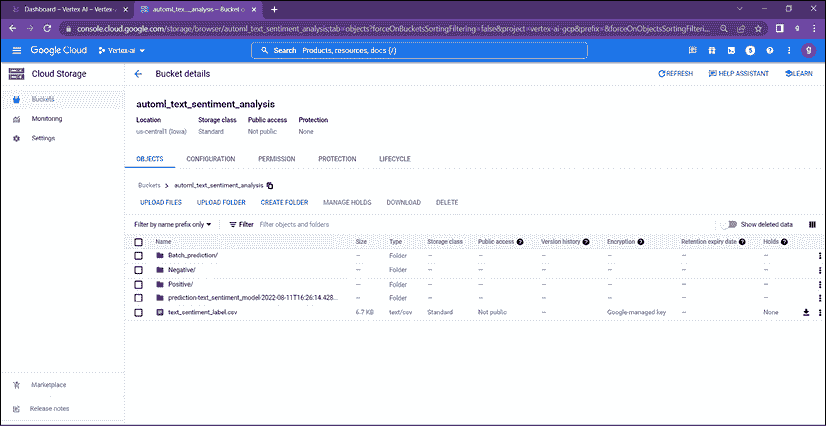 Dashboard – Vertex AI – Vertex-a
automl_text_sentiment_analysis – Bucket d
console.cloud.google.com/storage/browser/automl_text_sentiment_analysis;tab=objects?forceOnBucketsSortingFiltering=false&project=vertex-ai-gcp&prefix=&forceOnObjectsSortingFilteri...
Google Cloud
Vertex-ai
Search Products, resources, docs (/)
5
g
Cloud Storage
Bucket details
REFRESH
HELP ASSISTANT
LEARN
Buckets
Monitoring
Settings
automl_text_sentiment_analysis
Location Storage class Public access Protection
us-central1 (Iowa) Standard Not public None
OBJECTS CONFIGURATION PERMISSION PROTECTION LIFECYCLE
Buckets > automl_text_sentiment_analysis
UPLOAD FILES UPLOAD FOLDER CREATE FOLDER MANAGE HOLDS DOWNLOAD DELETE
Filter by name prefix only Filter Filter objects and folders Show deleted data
Name Size Type Storage class Public access Version history Encryption Retention expiry date Holds
Batch_prediction/ — Folder — — — — — —
Negative/ — Folder — — — — — —
Positive/ — Folder — — — — — —
prediction-text_sentiment_model-2022-08-11T16:26:14.428... — Folder — — — — — —
text_sentiment_label.csv 6.7 KB text/csv Standard Not public — Google-managed key — None
Marketplace
Release notes